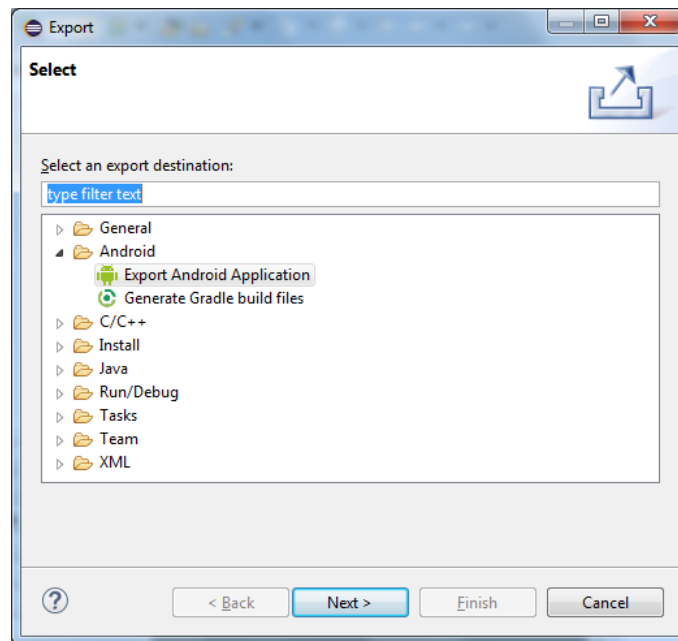 Export
Select
Select an export destination:
type filter text
General
Android
Export Android Application
Generate Gradle build files
C/C++
Install
Java
Run/Debug
Tasks
Team
XML
?
< Back
Next >
Finish
Cancel